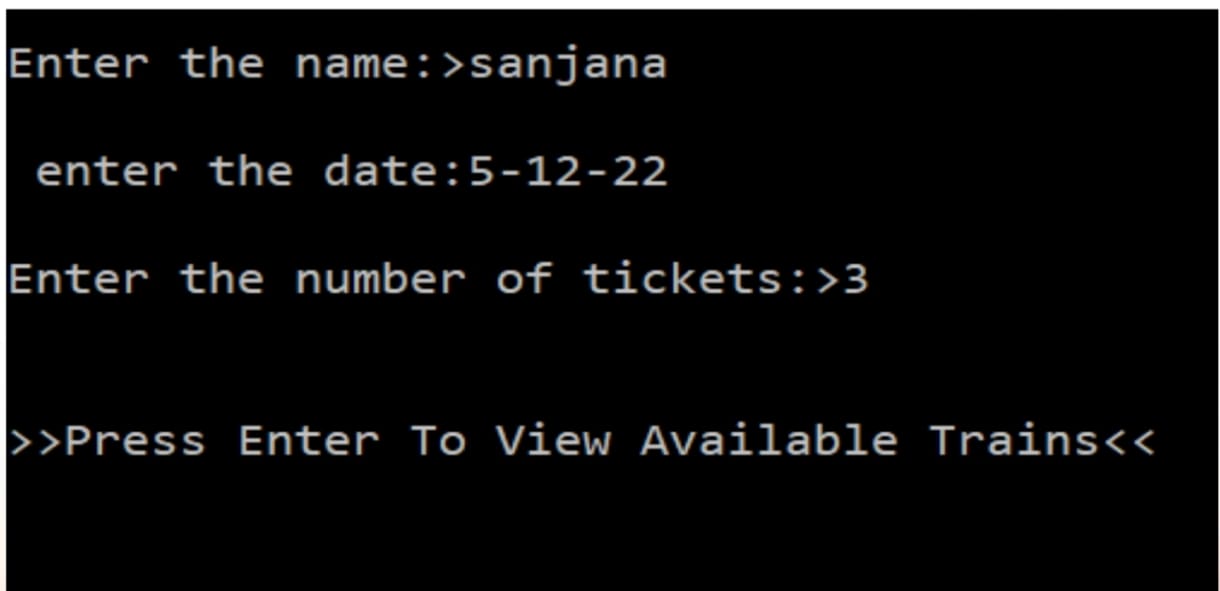 Enter the name:>sanjana
enter the date:5-12-22
Enter the number of tickets:>3
>>Press Enter To View Available Trains<<